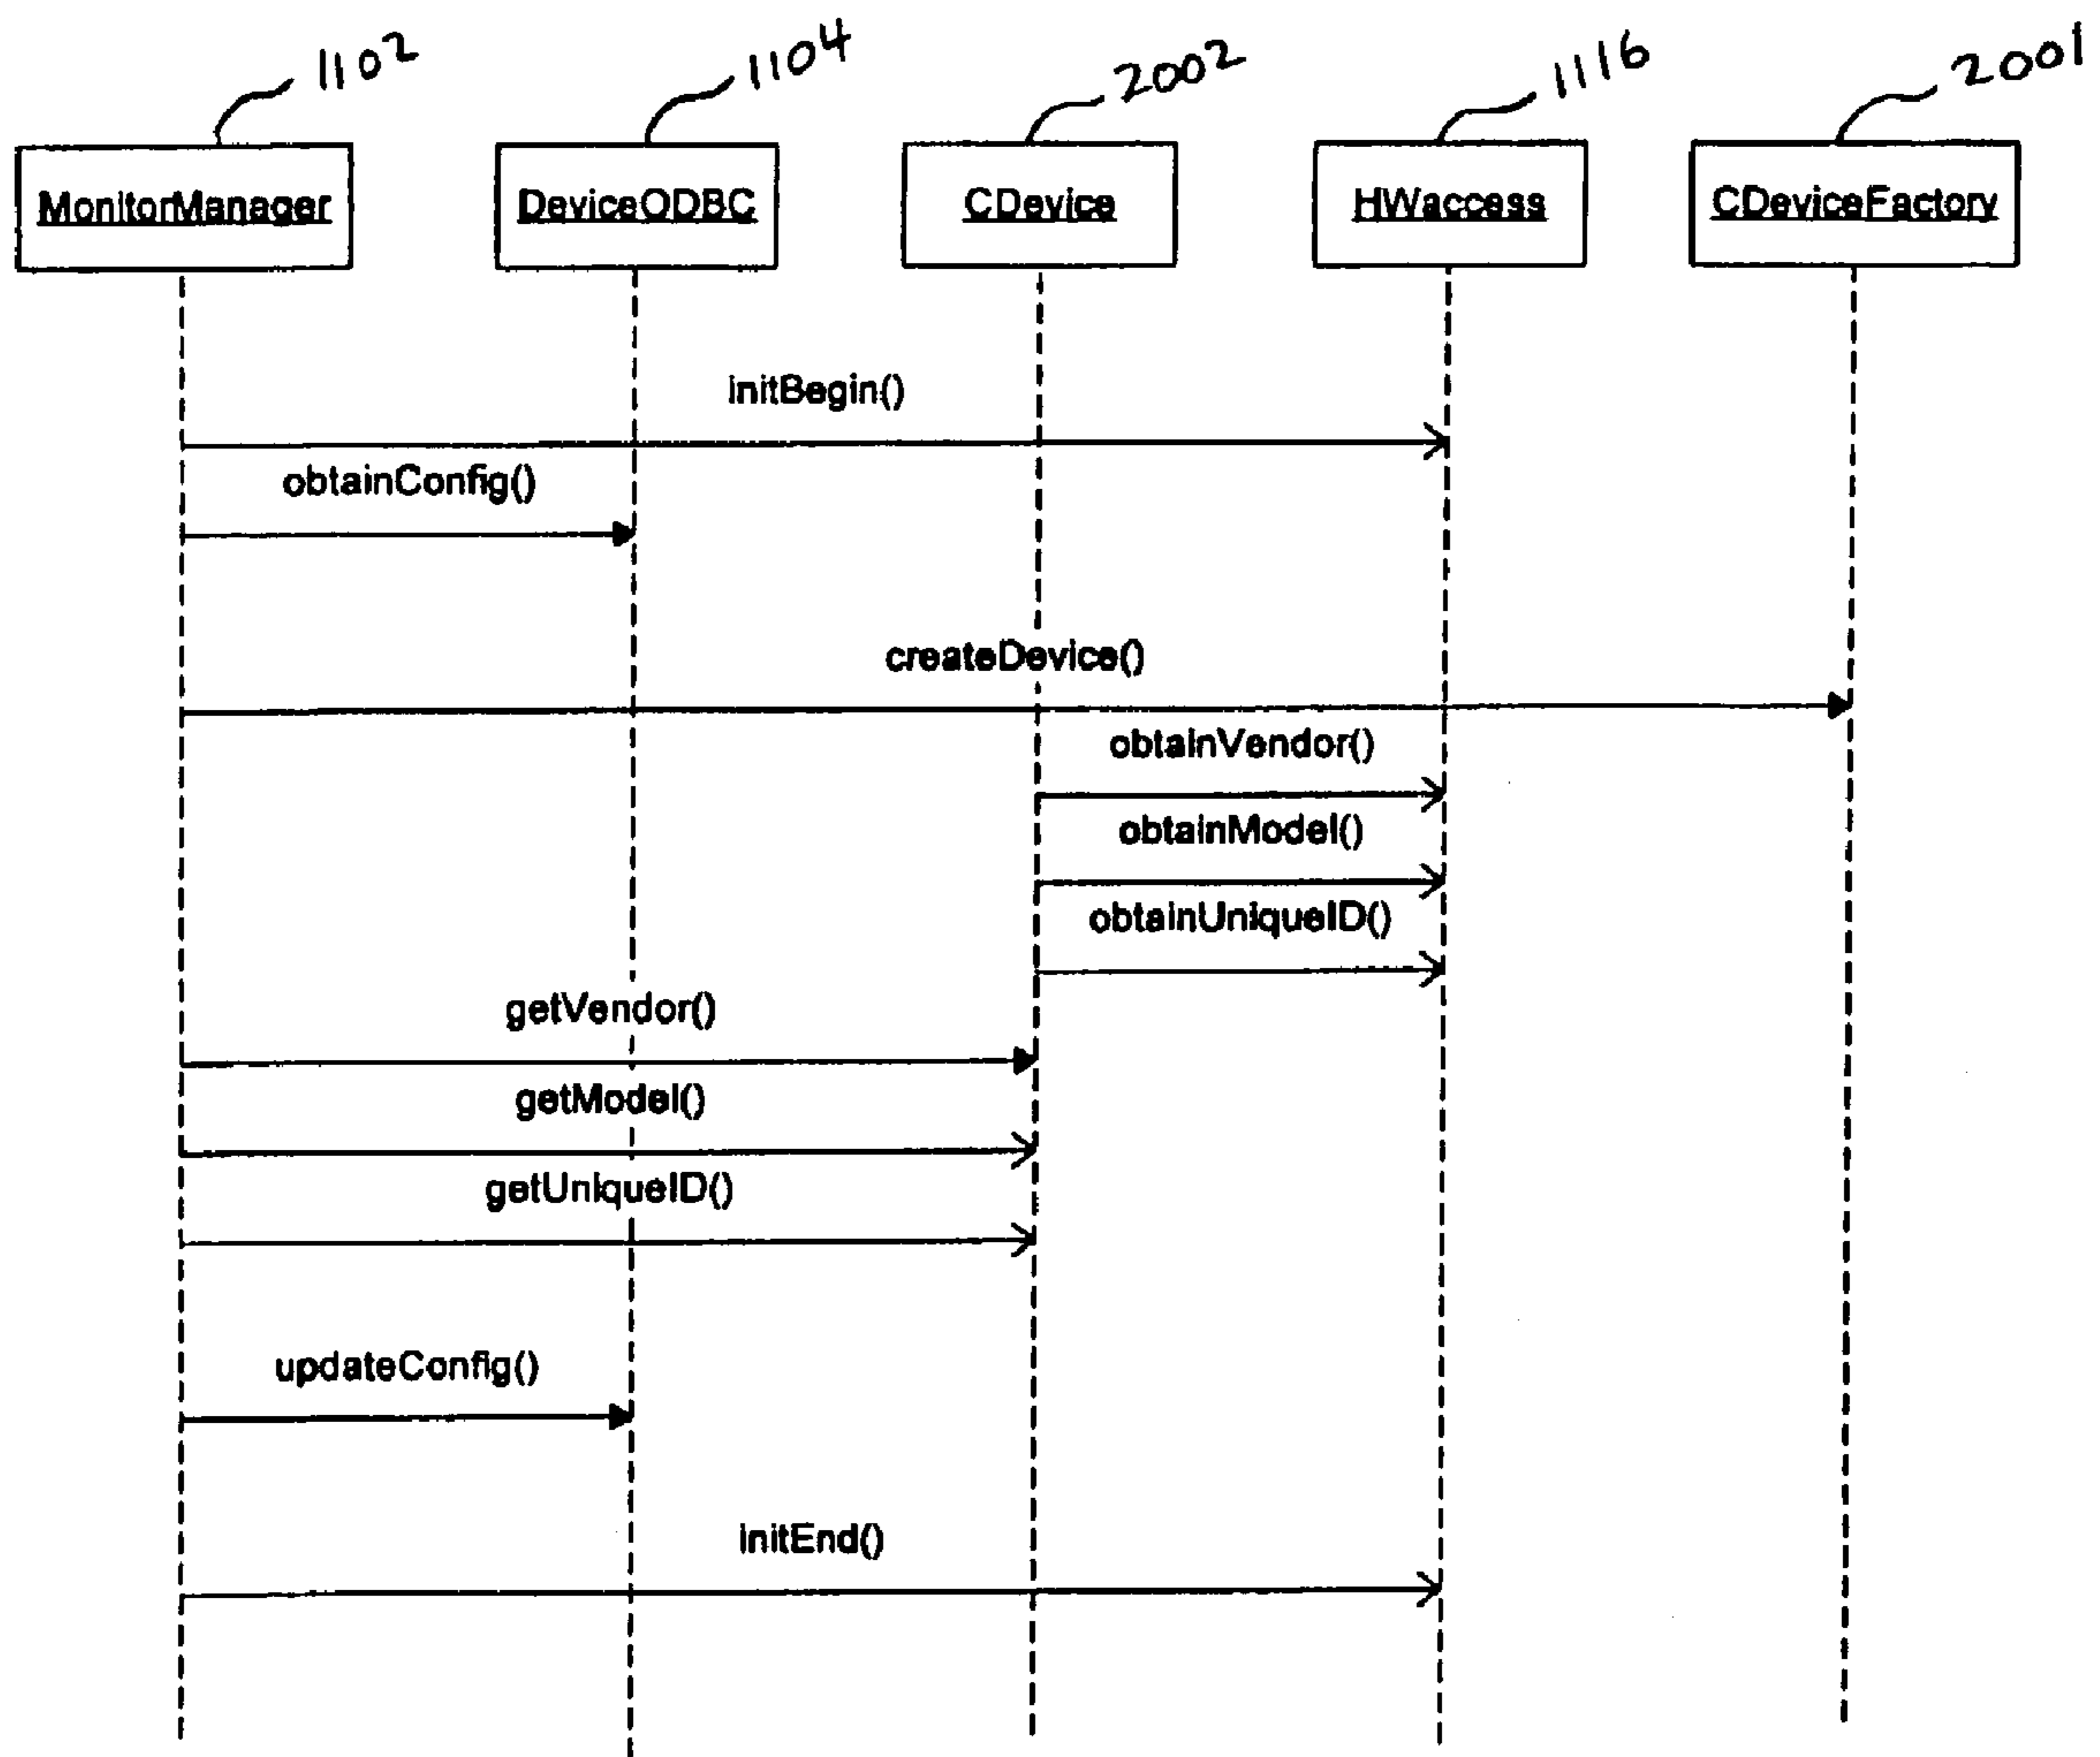 1102
1104
2002
1116
2001
MonitorManager
DeviceODBC
CDevice
HWaccess
CDeviceFactory
initBegin()
obtainConfig()
createDevice()
obtainVendor()
obtainModel()
obtainUniqueID()
getVendor()
getModel()
getUniqueID()
updateConfig()
initEnd()